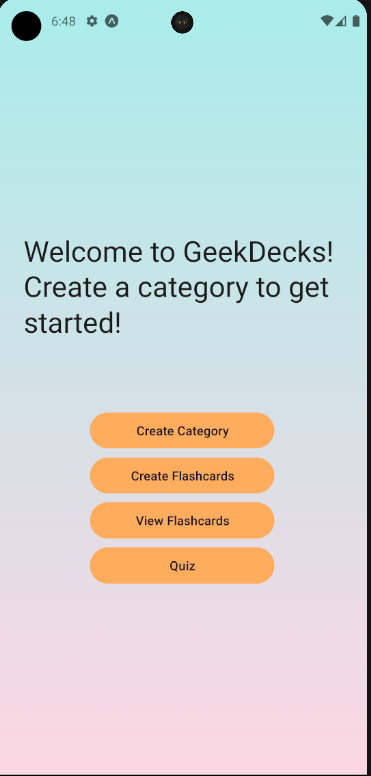 6:48
Welcome to GeekDecks!
Create a category to get
started!
Create Category
Create Flashcards
View Flashcards
Quiz